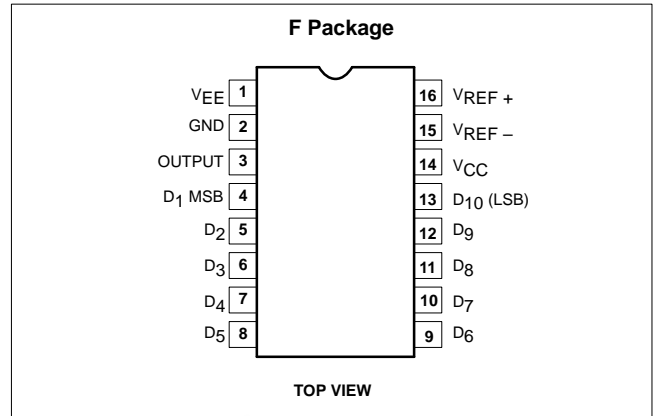 F Package
VEE 1
GND 2
OUTPUT 3
D1 MSB 4
D2 5
D3 6
D4 7
D5 8
16 VREF +
15 VREF –
14 VCC
13 D10 (LSB)
12 D9
11 D8
10 D7
9 D6
TOP VIEW